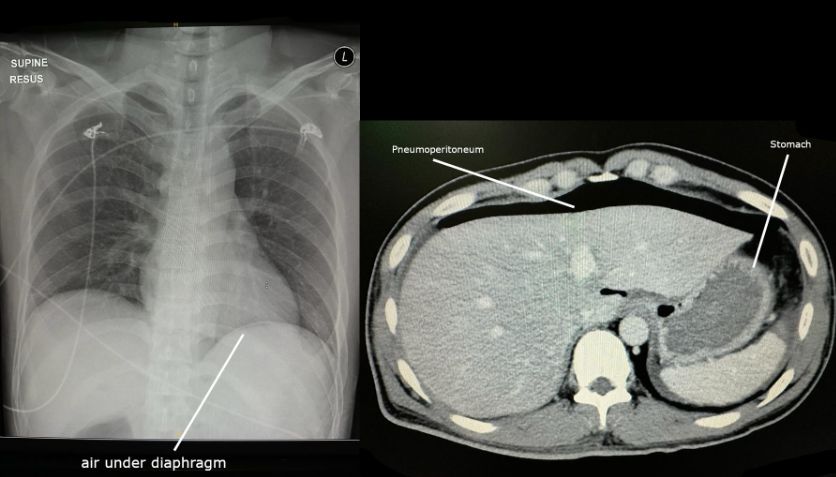 SUPINE
RESUS
L
air under diaphragm
Pneumoperitoneum
Stomach